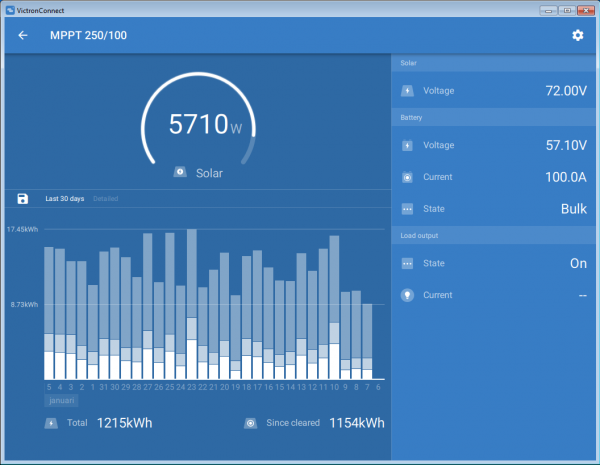 VictronConnect
MPPT 250/100
5710W
Solar
Last 30 days Detailed
17.45kWh
8.73kWh
5 4 3 2 1 31 30 29 28 27 26 25 24 23 22 21 20 19 18 17 16 15 14 13 12 11 10 9 8 7 6
januari
Total 1215kWh
Since cleared 1154kWh
Solar
Voltage 72.00V
Battery
Voltage 57.10V
Current 100.0A
State Bulk
Load output
State On
Current --